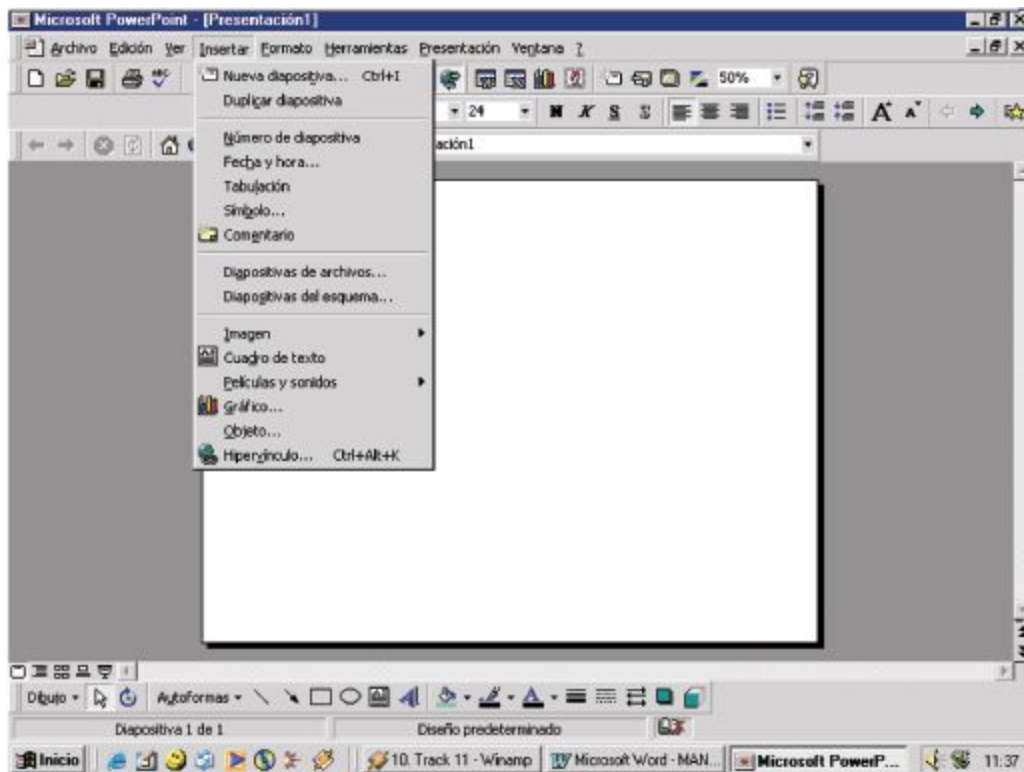 Microsoft PowerPoint - [Presentación1]
Archivo Edición Ver Insertar Formato Herramientas Presentación Ventana ?
Nueva diapositiva... Ctrl+I
50%
Duplicar diapositiva
24
N K S S
A A
Número de diapositiva
ación1
Fecha y hora...
Tabulación
Símbolo...
Comentario
Diapositivas de archivos...
Diapositivas del esquema...
Imagen
Cuadro de texto
Películas y sonidos
Gráfico...
Objeto...
Hipervínculo... Ctrl+Alt+K
Dibujo
Autoformas
Diapositiva 1 de 1
Diseño predeterminado
Inicio
10. Track 11 - Winamp
Microsoft Word - MAN...
Microsoft PowerP...
11:37